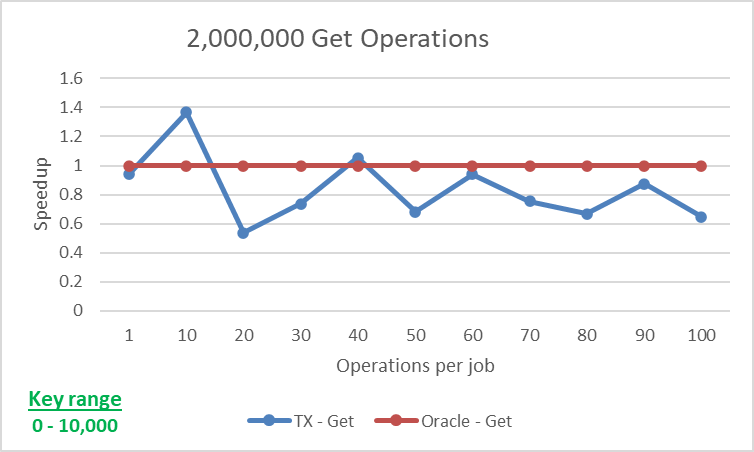 2,000,000 Get Operations
1.6
1.4
1.2
1
0.8
0.6
0.4
0.2
0
Speedup
1 10 20 30 40 50 60 70 80 90 100
Operations per job
Key range
0 - 10,000
TX - Get Oracle - Get